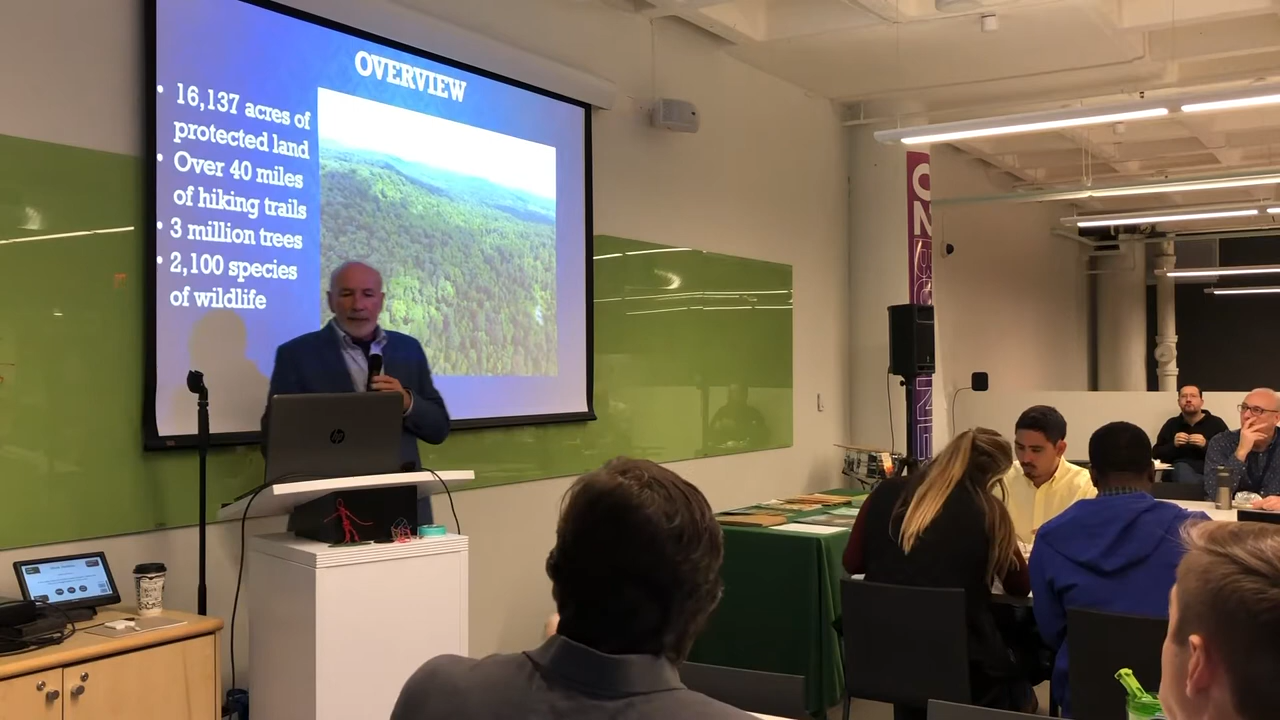 OVERVIEW
• 16,137 acres of
protected land
• Over 40 miles
of hiking trails
• 3 million trees
• 2,100 species
of wildlife
hp